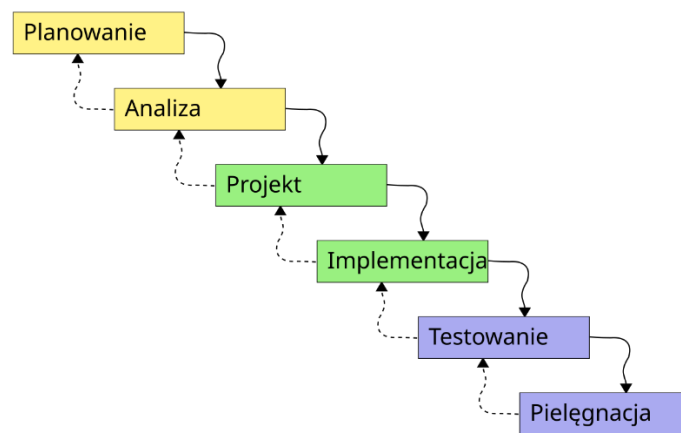 Planowanie
Analiza
Projekt
Implementacja
Testowanie
Pielęgnacja